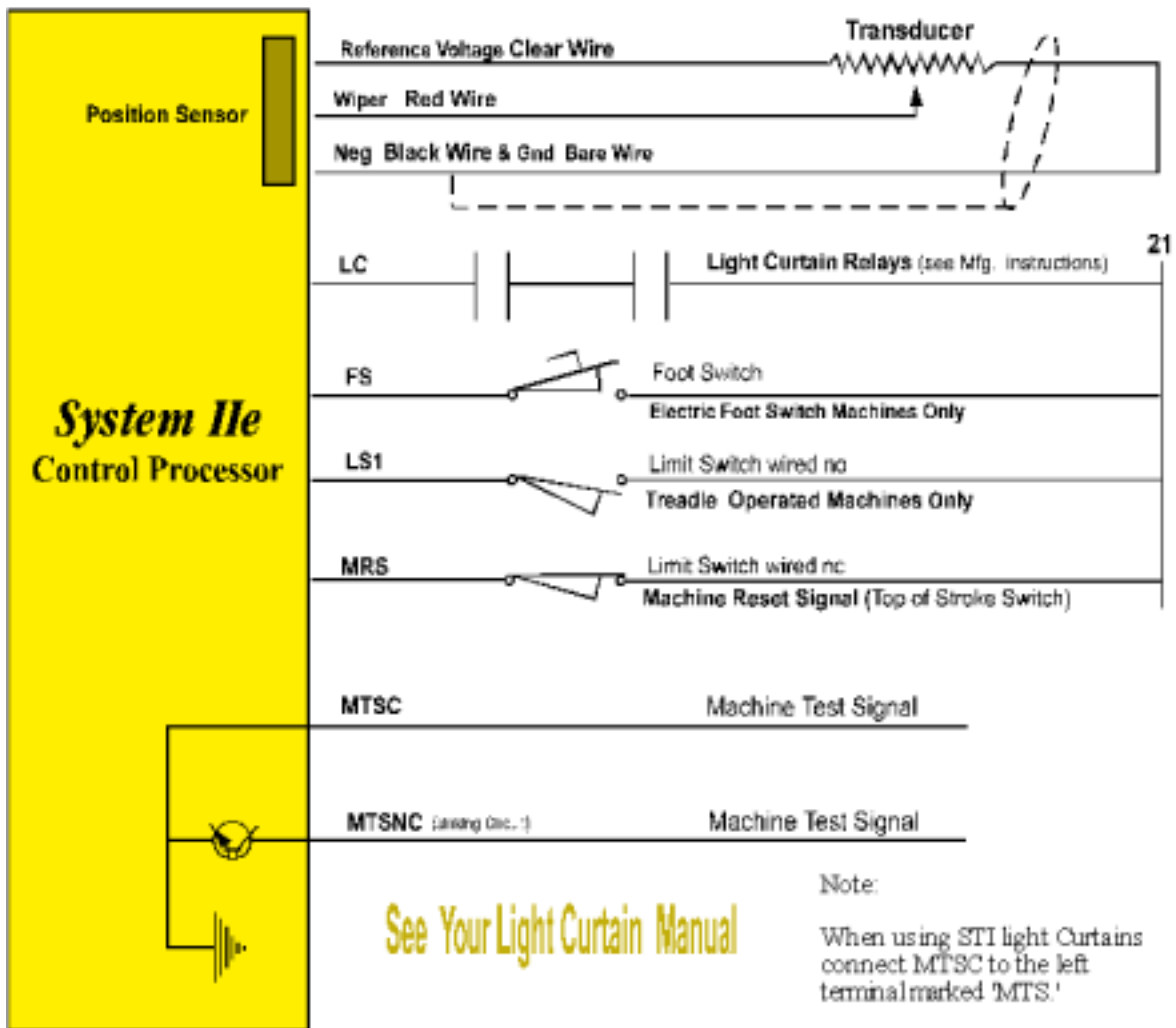 Transducer
Reference Voltage Clear Wire
Position Sensor
Wiper Red Wire
Neg Black Wire & Gnd Bare Wire
21
LC
Light Curtain Relays (see Mfg. instructions)
FS
Foot Switch
Electric Foot Switch Machines Only
System IIe
Control Processor
LS1
Limit Switch wired no
Treadle Operated Machines Only
MRS
Limit Switch wired nc
Machine Reset Signal (Top of Stroke Switch)
MTSC
Machine Test Signal
MTSNC
Machine Test Signal
See Your Light Curtain Manual
Note:
When using STI light Curtains
connect MTSC to the left
terminal marked 'MTS.'